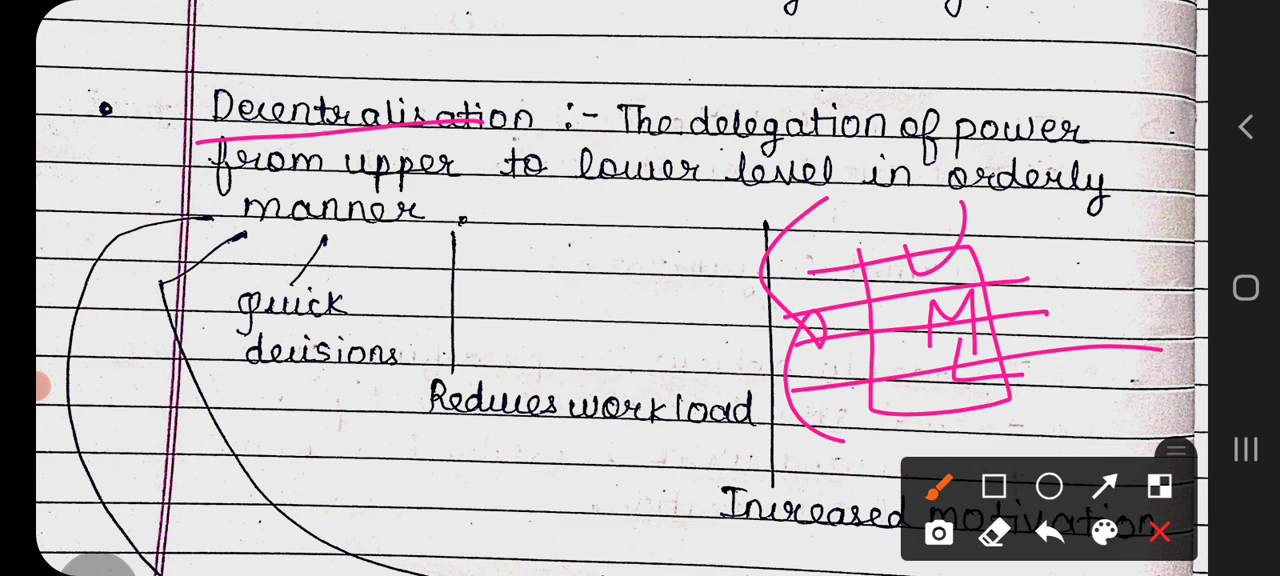 • Decentralisation :- The delegation of power
from upper to lower level in orderly
manner.
quick
decisions
Reduces workload
Increased motivation
U
M
L